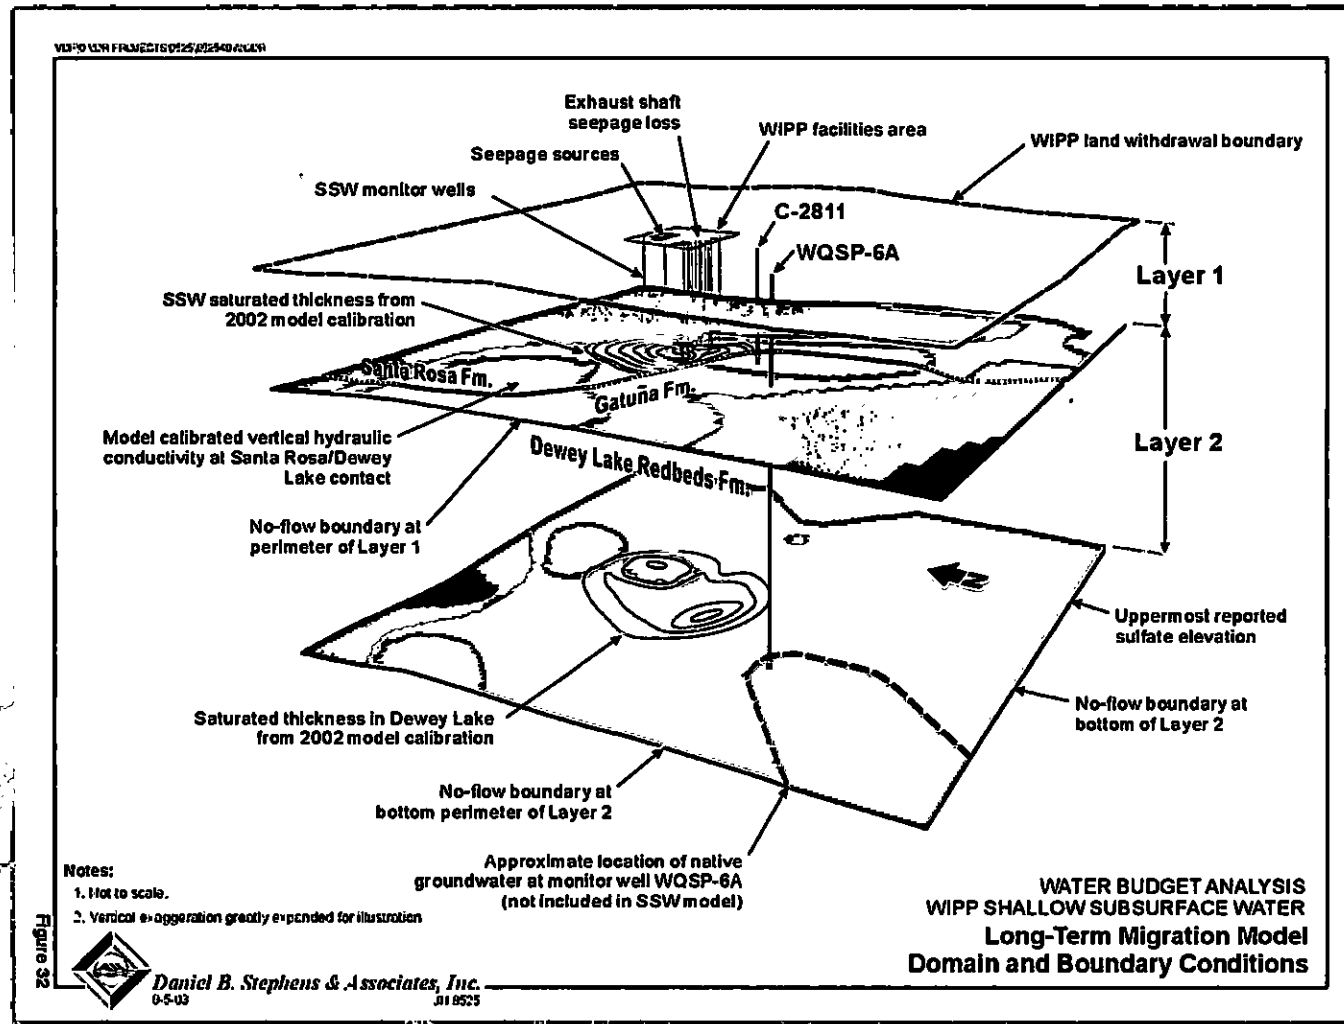 Exhaust shaft
seepage loss
WIPP facilities area
WIPP land withdrawal boundary
Seepage sources
SSW monitor wells
C-2811
WQSP-6A
Layer 1
SSW saturated thickness from
2002 model calibration
Santa Rosa Fm.
Gatuña Fm.
Model calibrated vertical hydraulic
conductivity at Santa Rosa/Dewey
Lake contact
Layer 2
Dewey Lake Redbeds Fm.
No-flow boundary at
perimeter of Layer 1
N
Uppermost reported
sulfate elevation
No-flow boundary at
bottom of Layer 2
Saturated thickness in Dewey Lake
from 2002 model calibration
No-flow boundary at
bottom perimeter of Layer 2
Approximate location of native
groundwater at monitor well WQSP-6A
(not included in SSW model)
Notes:
1. Not to scale.
2. Vertical exaggeration greatly expanded for illustration
WATER BUDGET ANALYSIS
WIPP SHALLOW SUBSURFACE WATER
Long-Term Migration Model
Domain and Boundary Conditions
Figure 32
Daniel B. Stephens & Associates, Inc.
9-5-03